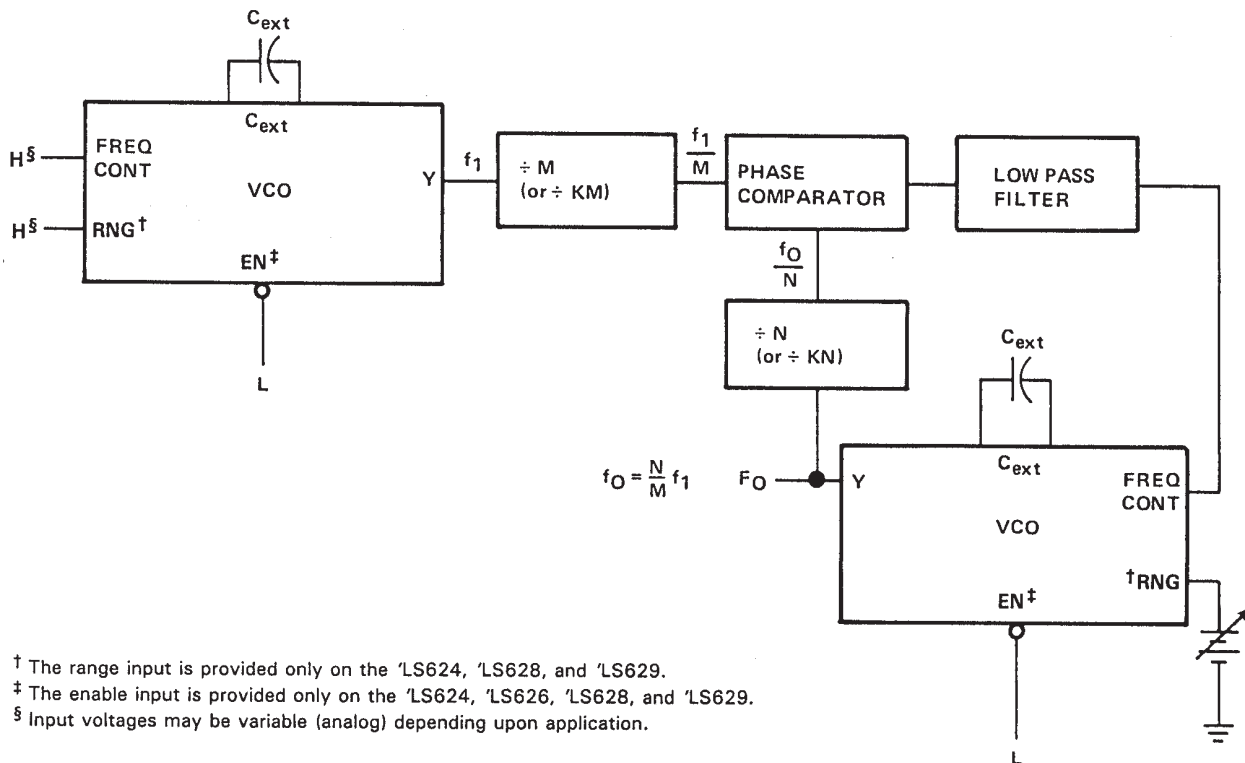 Cext
Cext
H§
FREQ
CONT
VCO
Y
H§
RNG†
EN‡
L
f1
÷ M
(or ÷ KM)
f1
M
PHASE
COMPARATOR
LOW PASS
FILTER
fO
N
÷ N
(or ÷ KN)
Cext
fO = N/M f1
FO
Y
Cext
FREQ
CONT
VCO
†RNG
EN‡
L
† The range input is provided only on the 'LS624, 'LS628, and 'LS629.
‡ The enable input is provided only on the 'LS624, 'LS626, 'LS628, and 'LS629.
§ Input voltages may be variable (analog) depending upon application.